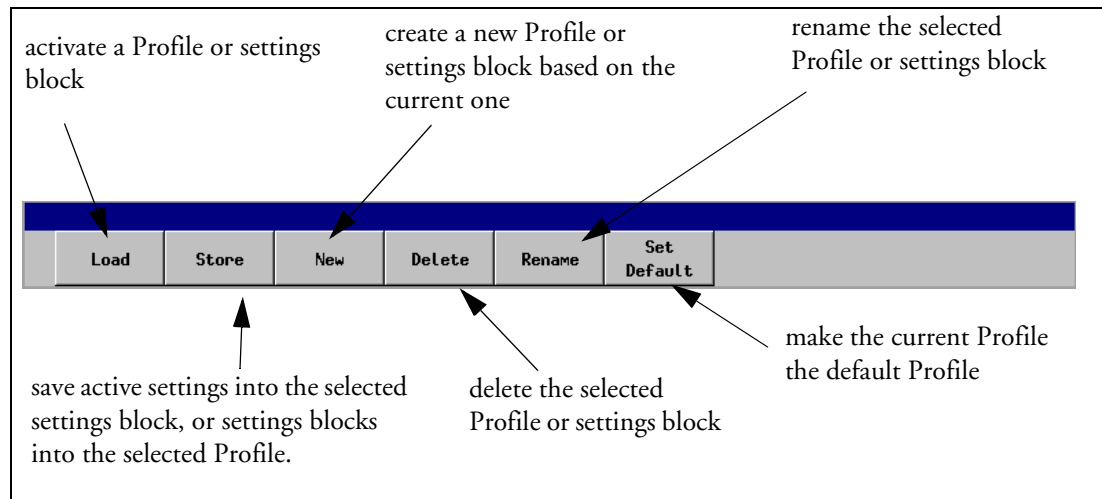 activate a Profile or settings
block
create a new Profile or
settings block based on the
current one
rename the selected
Profile or settings block
Load
Store
New
Delete
Rename
Set
Default
save active settings into the selected
settings block, or settings blocks
into the selected Profile.
delete the selected
Profile or settings block
make the current Profile
the default Profile